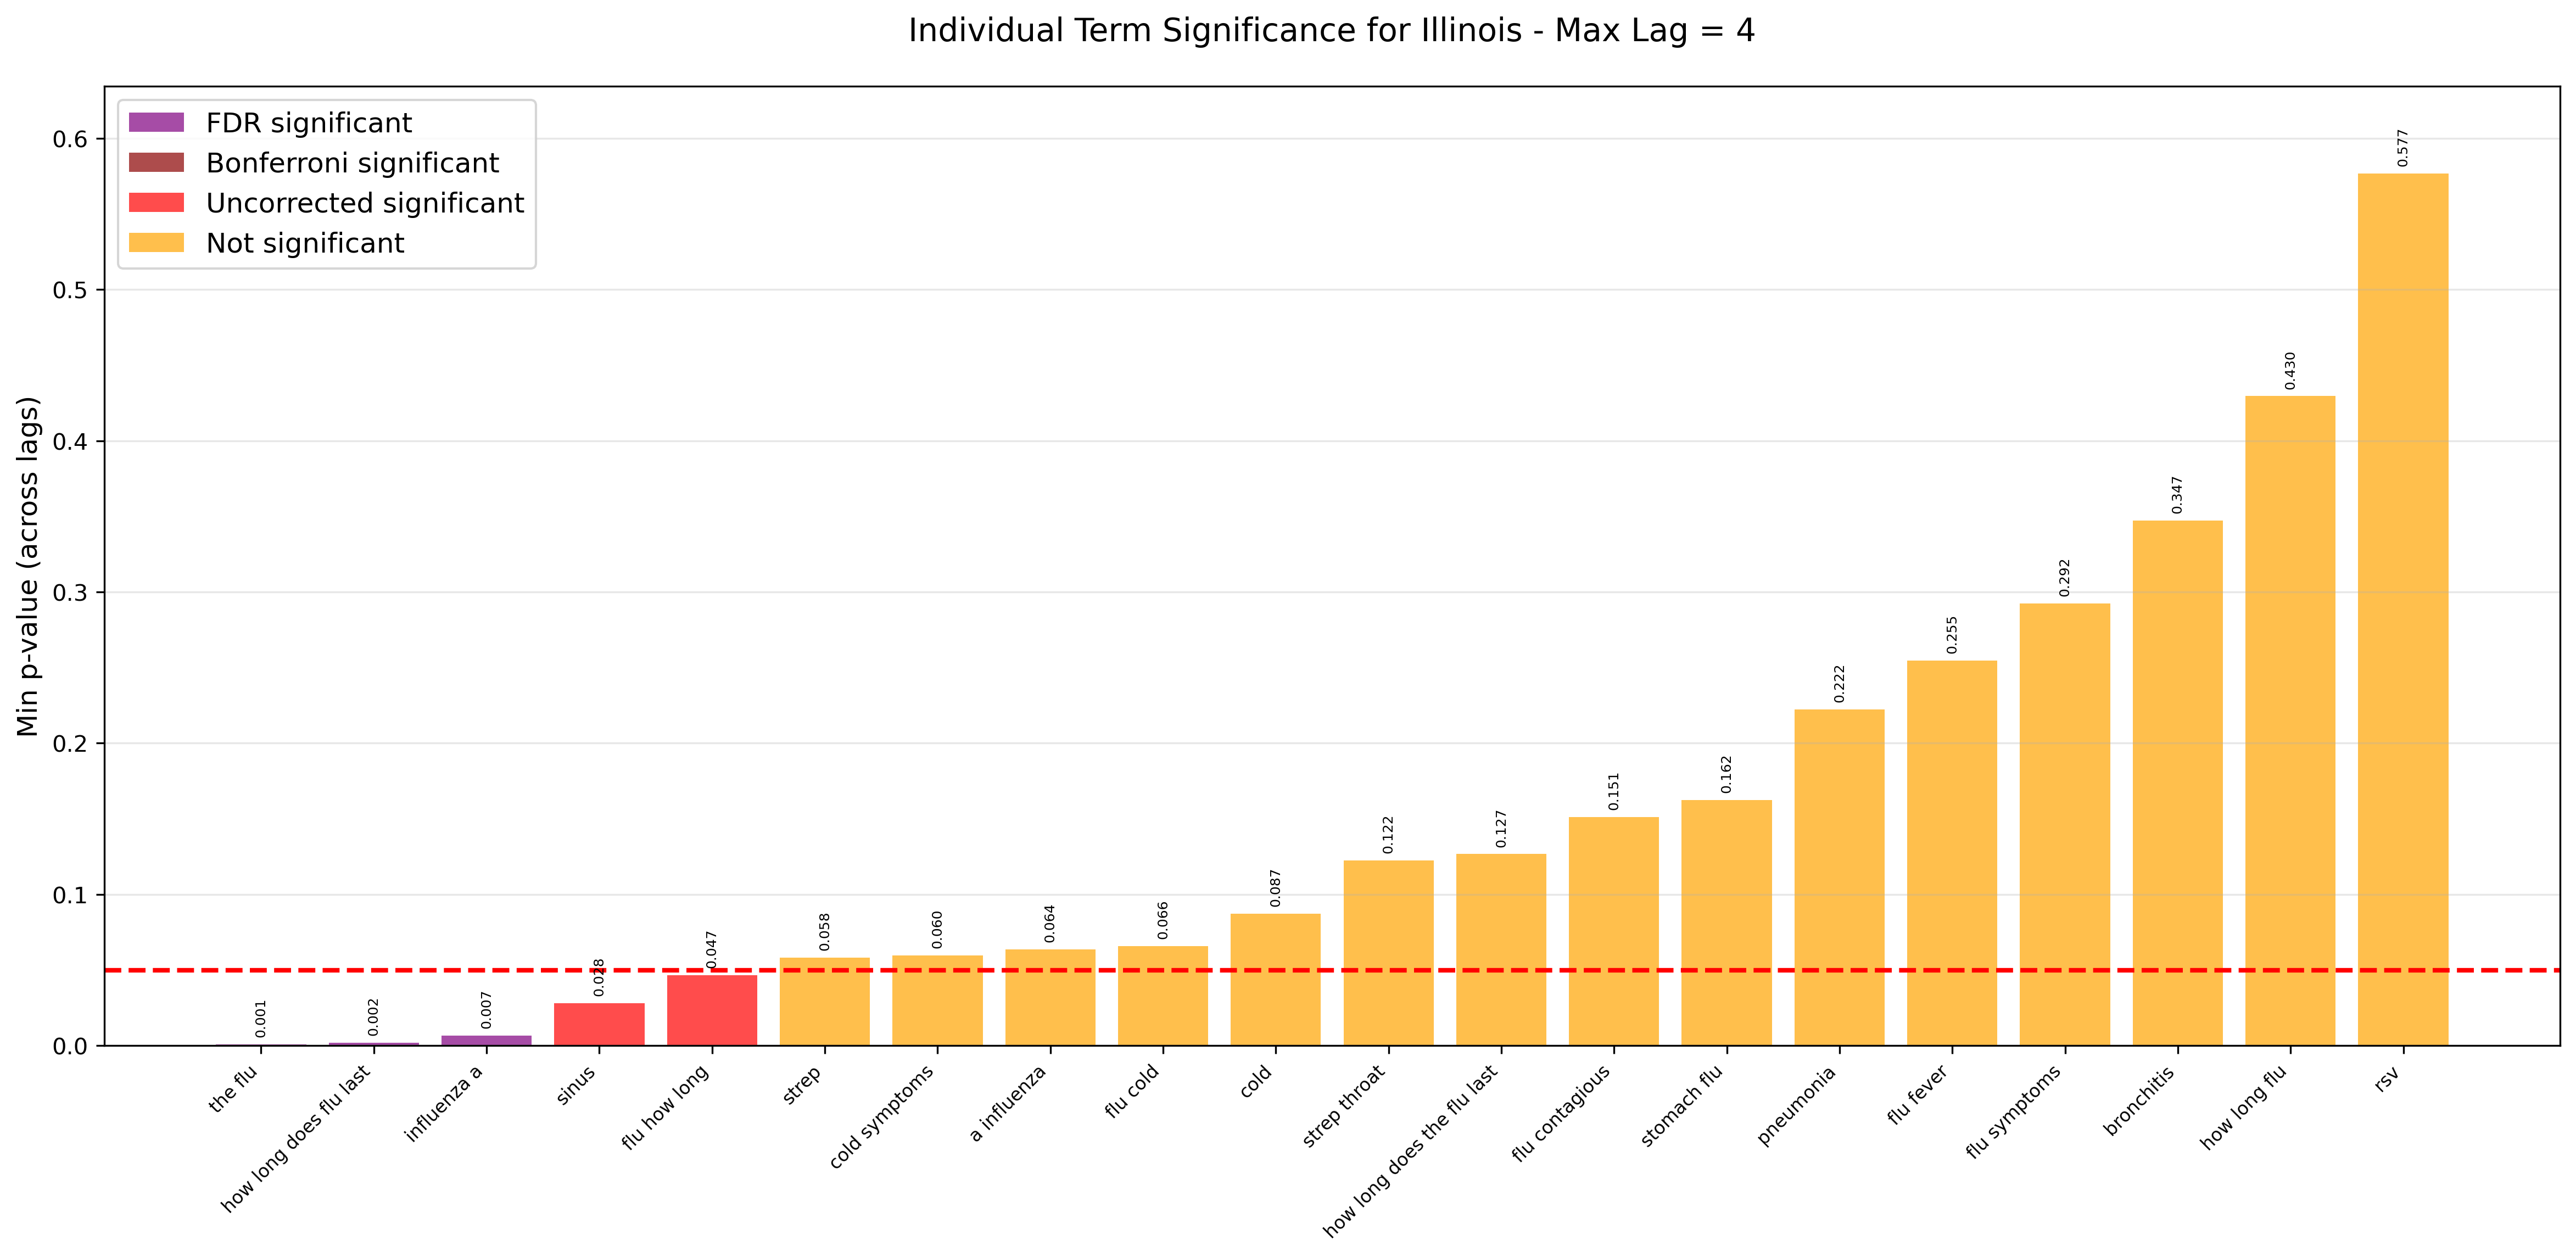 Individual Term Significance for Illinois - Max Lag = 4
FDR significant
Bonferroni significant
Uncorrected significant
Not significant
Min p-value (across lags)
0.6
0.5
0.4
0.3
0.2
0.1
0.0
0.001
0.002
0.007
0.028
0.047
0.058
0.060
0.064
0.066
0.087
0.122
0.127
0.151
0.162
0.222
0.255
0.292
0.347
0.430
0.577
the flu
how long does flu last
influenza a
sinus
flu how long
strep
cold symptoms
a influenza
flu cold
cold
strep throat
how long does the flu last
flu contagious
stomach flu
pneumonia
flu fever
flu symptoms
bronchitis
how long flu
rsv